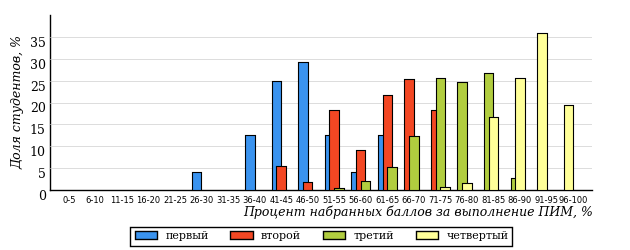 Доля студентов, %
35
30
25
20
15
10
5
0
0-5 6-10 11-15 16-20 21-25 26-30 31-35 36-40 41-45 46-50 51-55 56-60 61-65 66-70 71-75 76-80 81-85 86-90 91-95 96-100
Процент набранных баллов за выполнение ПИМ, %
первый второй третий четвертый